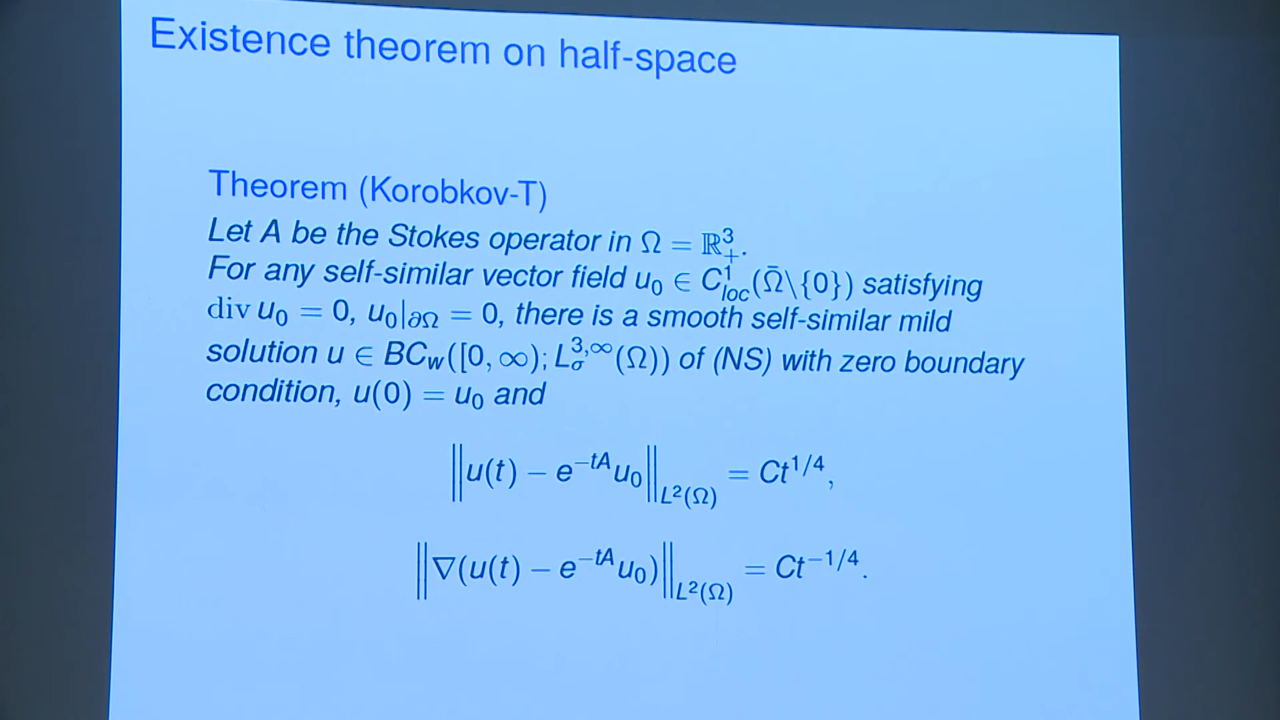 Existence theorem on half-space
Theorem (Korobkov-T)
Let A be the Stokes operator in Ω = ℝ³₊.
For any self-similar vector field u₀ ∈ C¹_loc(Ω̄\{0}) satisfying
div u₀ = 0, u₀|∂Ω = 0, there is a smooth self-similar mild
solution u ∈ BC_w([0, ∞); L^{3,∞}_σ(Ω)) of (NS) with zero boundary
condition, u(0) = u₀ and
‖u(t) − e^{−tA}u₀‖_{L²(Ω)} = Ct^{1/4},
‖∇(u(t) − e^{−tA}u₀)‖_{L²(Ω)} = Ct^{−1/4}.